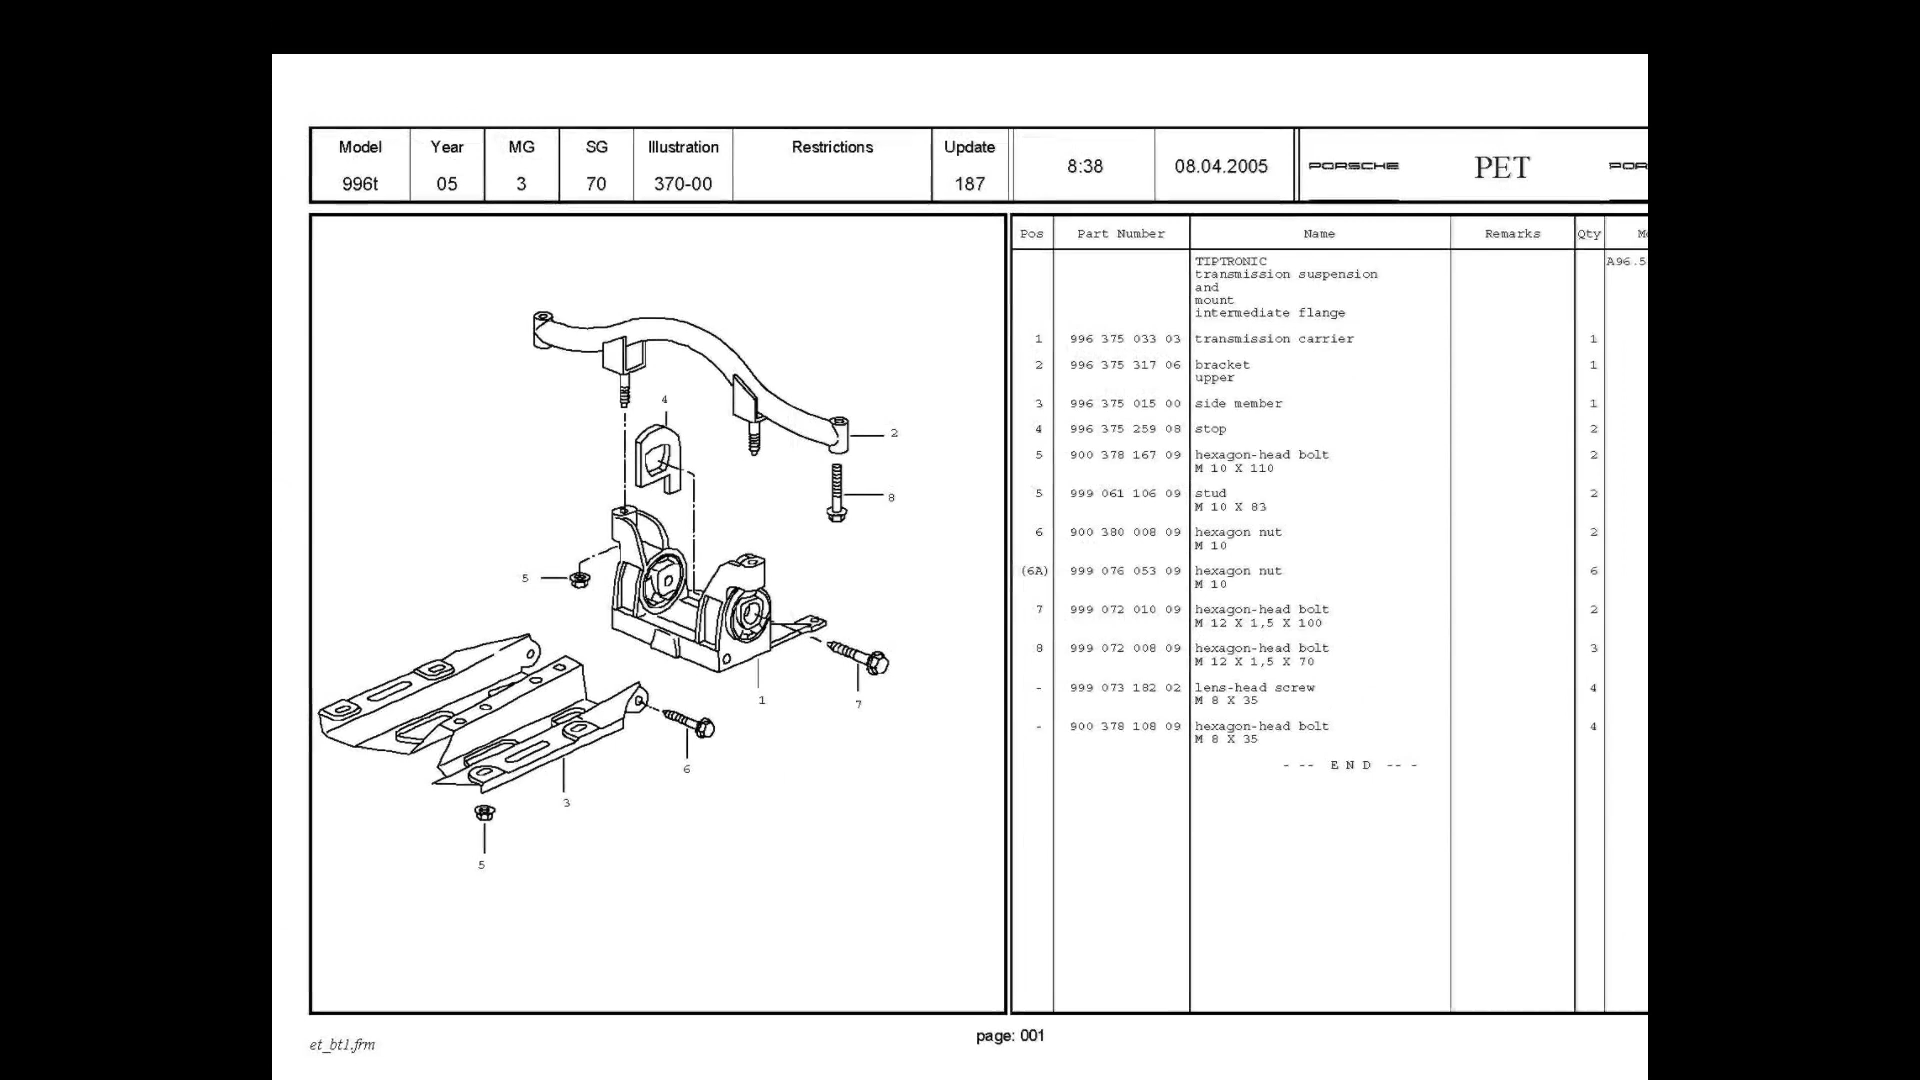 Model Year MG SG Illustration Restrictions Update
996t 05 3 70 370-00 187
8:38 08.04.2005 PORSCHE PET
Pos Part Number Name Remarks Qty
TIPTRONIC A96.5
transmission suspension
and
mount
intermediate flange
1 996 375 033 03 transmission carrier 1
2 996 375 317 06 bracket 1
upper
3 996 375 015 00 side member 1
4 996 375 259 08 stop 2
5 900 378 167 09 hexagon-head bolt 2
M 10 X 110
5 999 061 106 09 stud 2
M 10 X 83
6 900 380 008 09 hexagon nut 2
M 10
(6A) 999 076 053 09 hexagon nut 6
M 10
7 999 072 010 09 hexagon-head bolt 2
M 12 X 1,5 X 100
8 999 072 008 09 hexagon-head bolt 3
M 12 X 1,5 X 70
- 999 073 182 02 lens-head screw 4
M 8 X 35
- 900 378 108 09 hexagon-head bolt 4
M 8 X 35
- -- E N D -- -
4
2
8
5
1
7
6
3
5
et_bt1.frm
page: 001